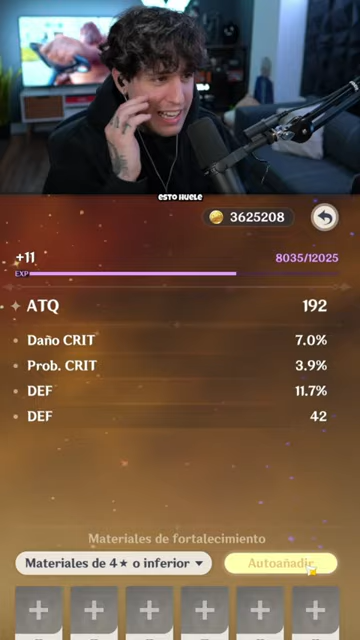 ESTO HUELE
3625208
+11
8035/12025
EXP
ATQ 192
Daño CRIT 7.0%
Prob. CRIT 3.9%
DEF 11.7%
DEF 42
Materiales de fortalecimiento
Materiales de 4★ o inferior
Autoañadir